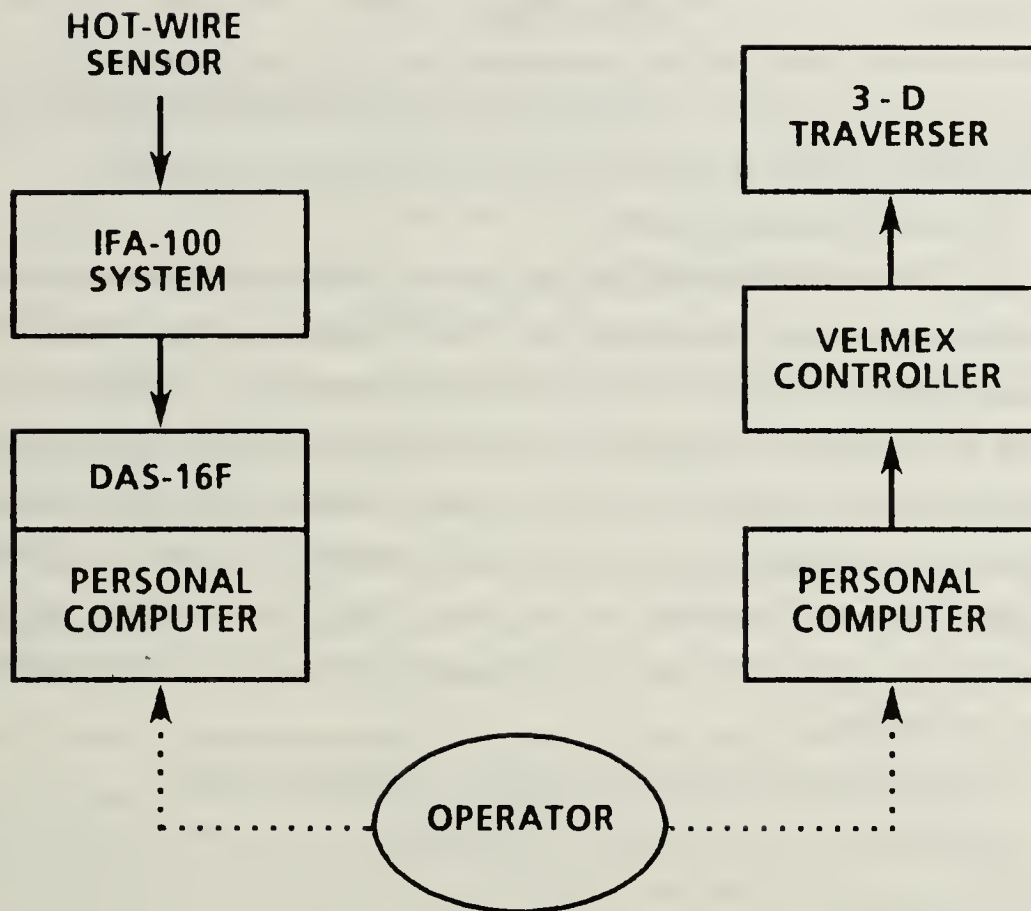 HOT-WIRE
SENSOR
IFA-100
SYSTEM
DAS-16F
PERSONAL
COMPUTER
3 - D
TRAVERSER
VELMEX
CONTROLLER
PERSONAL
COMPUTER
OPERATOR